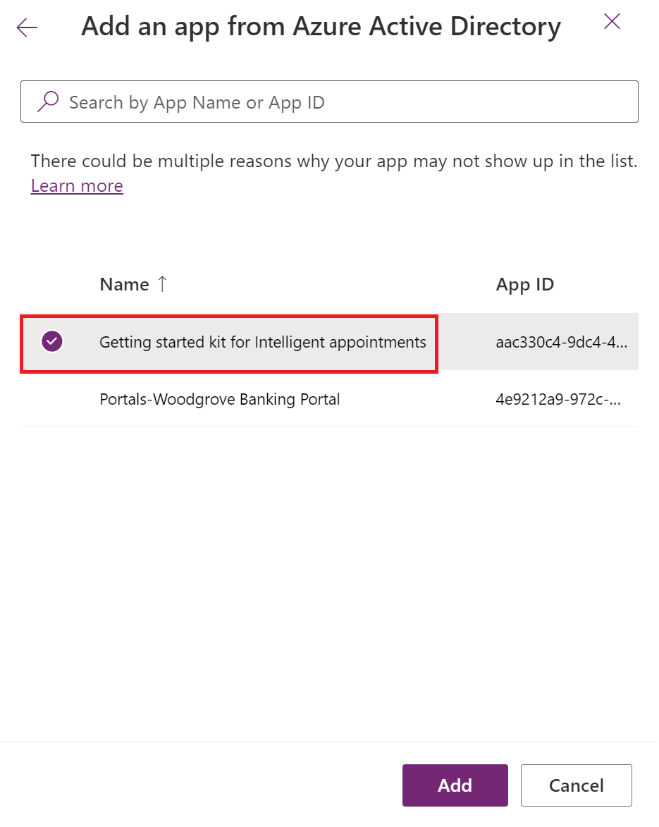 Add an app from Azure Active Directory
Search by App Name or App ID
There could be multiple reasons why your app may not show up in the list.
Learn more
Name ↑ App ID
Getting started kit for Intelligent appointments aac330c4-9dc4-4...
Portals-Woodgrove Banking Portal 4e9212a9-972c-...
Add Cancel